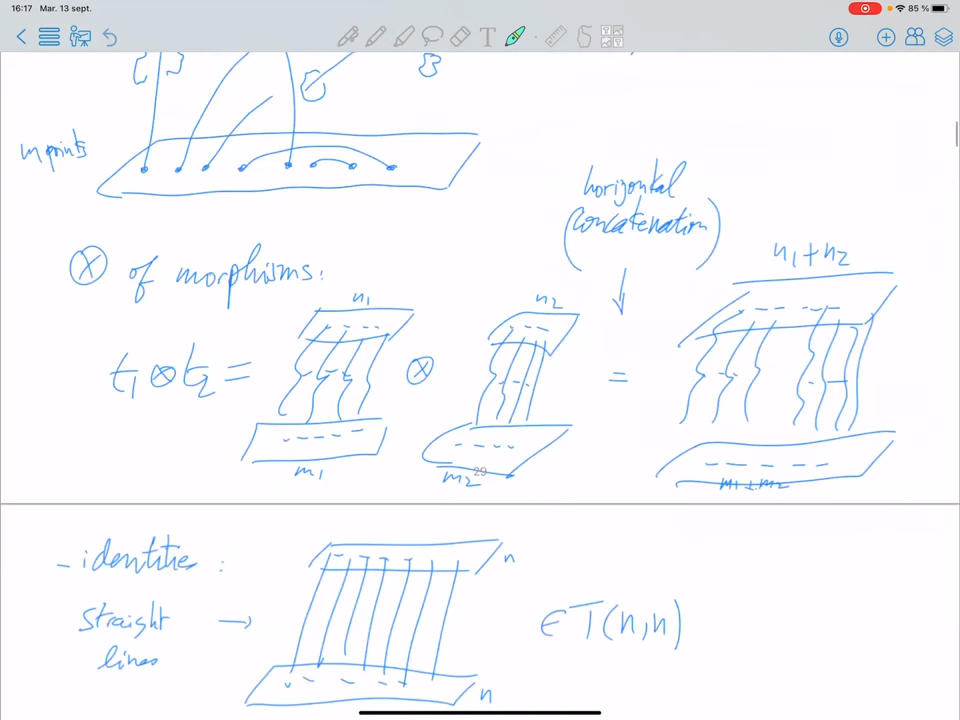 16:17 Mar. 13 sept.
85 %
m points
horizontal
(concatenation)
⊗ of morphisms:
n1 n2 n1+n2
t1 ⊗ t2 = ⊗ =
m1 m2 m1+m2
29
- identities :
n
straight → ∈ T(n,n)
lines
n